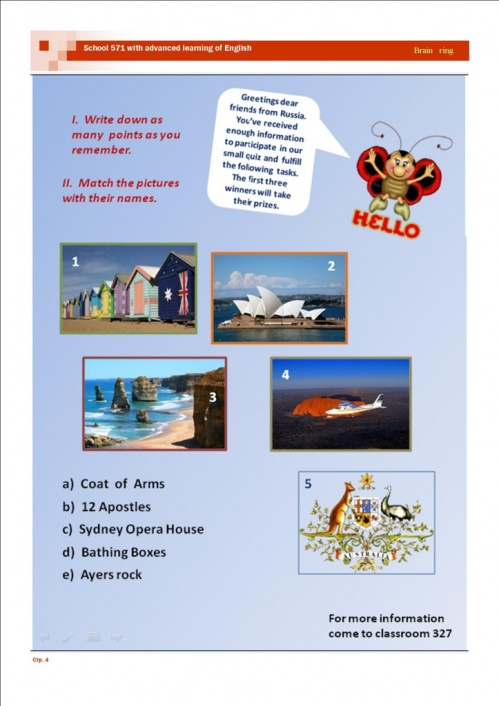 School 571 with advanced learning of English
Brain ring
I. Write down as
many points as you
remember.
II. Match the pictures
with their names.
Greetings dear
friends from Russia.
You've received
enough information
to participate in our
small quiz and fulfill
the following tasks.
The first three
winners will take
their prizes.
HELLO
1
2
3
4
a) Coat of Arms
b) 12 Apostles
c) Sydney Opera House
d) Bathing Boxes
e) Ayers rock
5
AUSTRALIA
For more information
come to classroom 327
Стр. 4